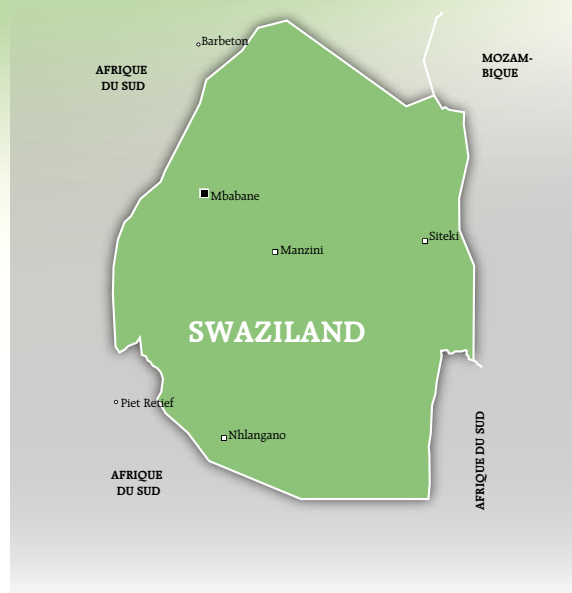 Barbeton
AFRIQUE
DU SUD
MOZAM-
BIQUE
Mbabane
Siteki
Manzini
SWAZILAND
Piet Retief
Nhlangano
AFRIQUE DU SUD
AFRIQUE
DU SUD